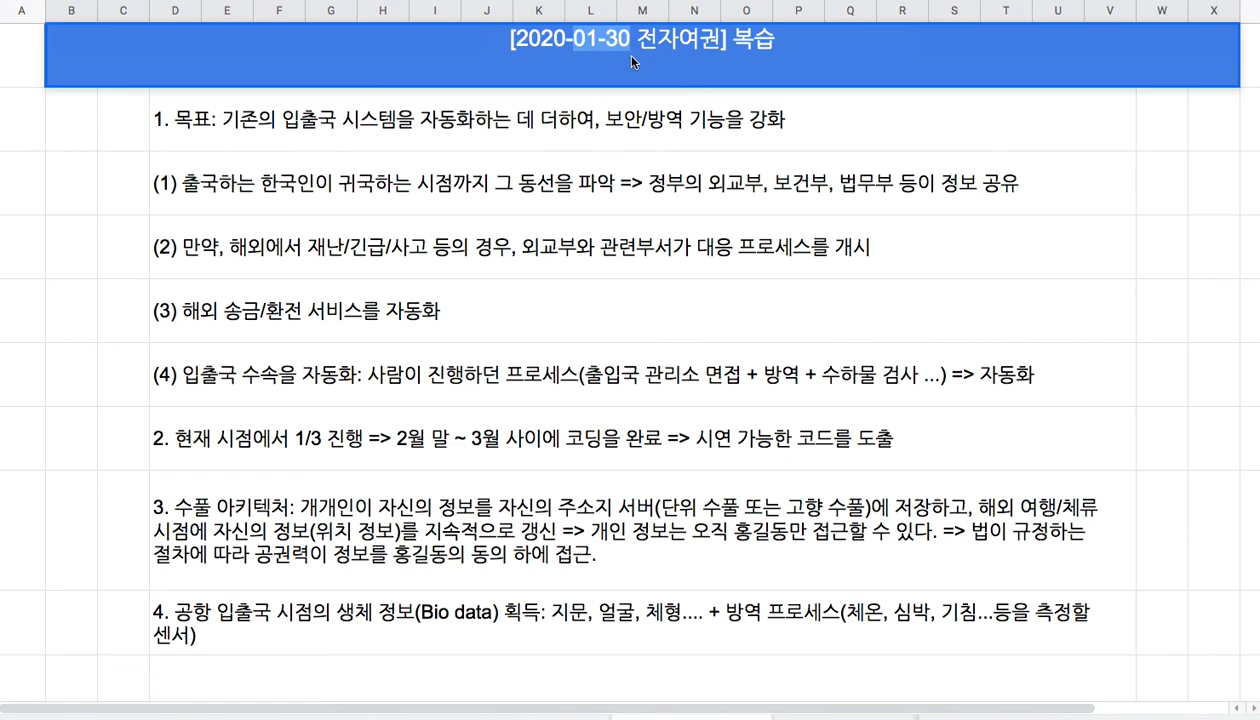 A B C D E F G H I J K L M N O P Q R S T U V W X
[2020-01-30 전자여권] 복습
1. 목표: 기존의 입출국 시스템을 자동화하는 데 더하여, 보안/방역 기능을 강화
(1) 출국하는 한국인이 귀국하는 시점까지 그 동선을 파악 => 정부의 외교부, 보건부, 법무부 등이 정보 공유
(2) 만약, 해외에서 재난/긴급/사고 등의 경우, 외교부와 관련부서가 대응 프로세스를 개시
(3) 해외 송금/환전 서비스를 자동화
(4) 입출국 수속을 자동화: 사람이 진행하던 프로세스(출입국 관리소 면접 + 방역 + 수하물 검사 ...) => 자동화
2. 현재 시점에서 1/3 진행 => 2월 말 ~ 3월 사이에 코딩을 완료 => 시연 가능한 코드를 도출
3. 수풀 아키텍처: 개개인이 자신의 정보를 자신의 주소지 서버(단위 수풀 또는 고향 수풀)에 저장하고, 해외 여행/체류
시점에 자신의 정보(위치 정보)를 지속적으로 갱신 => 개인 정보는 오직 홍길동만 접근할 수 있다. => 법이 규정하는
절차에 따라 공권력이 정보를 홍길동의 동의 하에 접근.
4. 공항 입출국 시점의 생체 정보(Bio data) 획득: 지문, 얼굴, 체형.... + 방역 프로세스(체온, 심박, 기침...등을 측정할
센서)